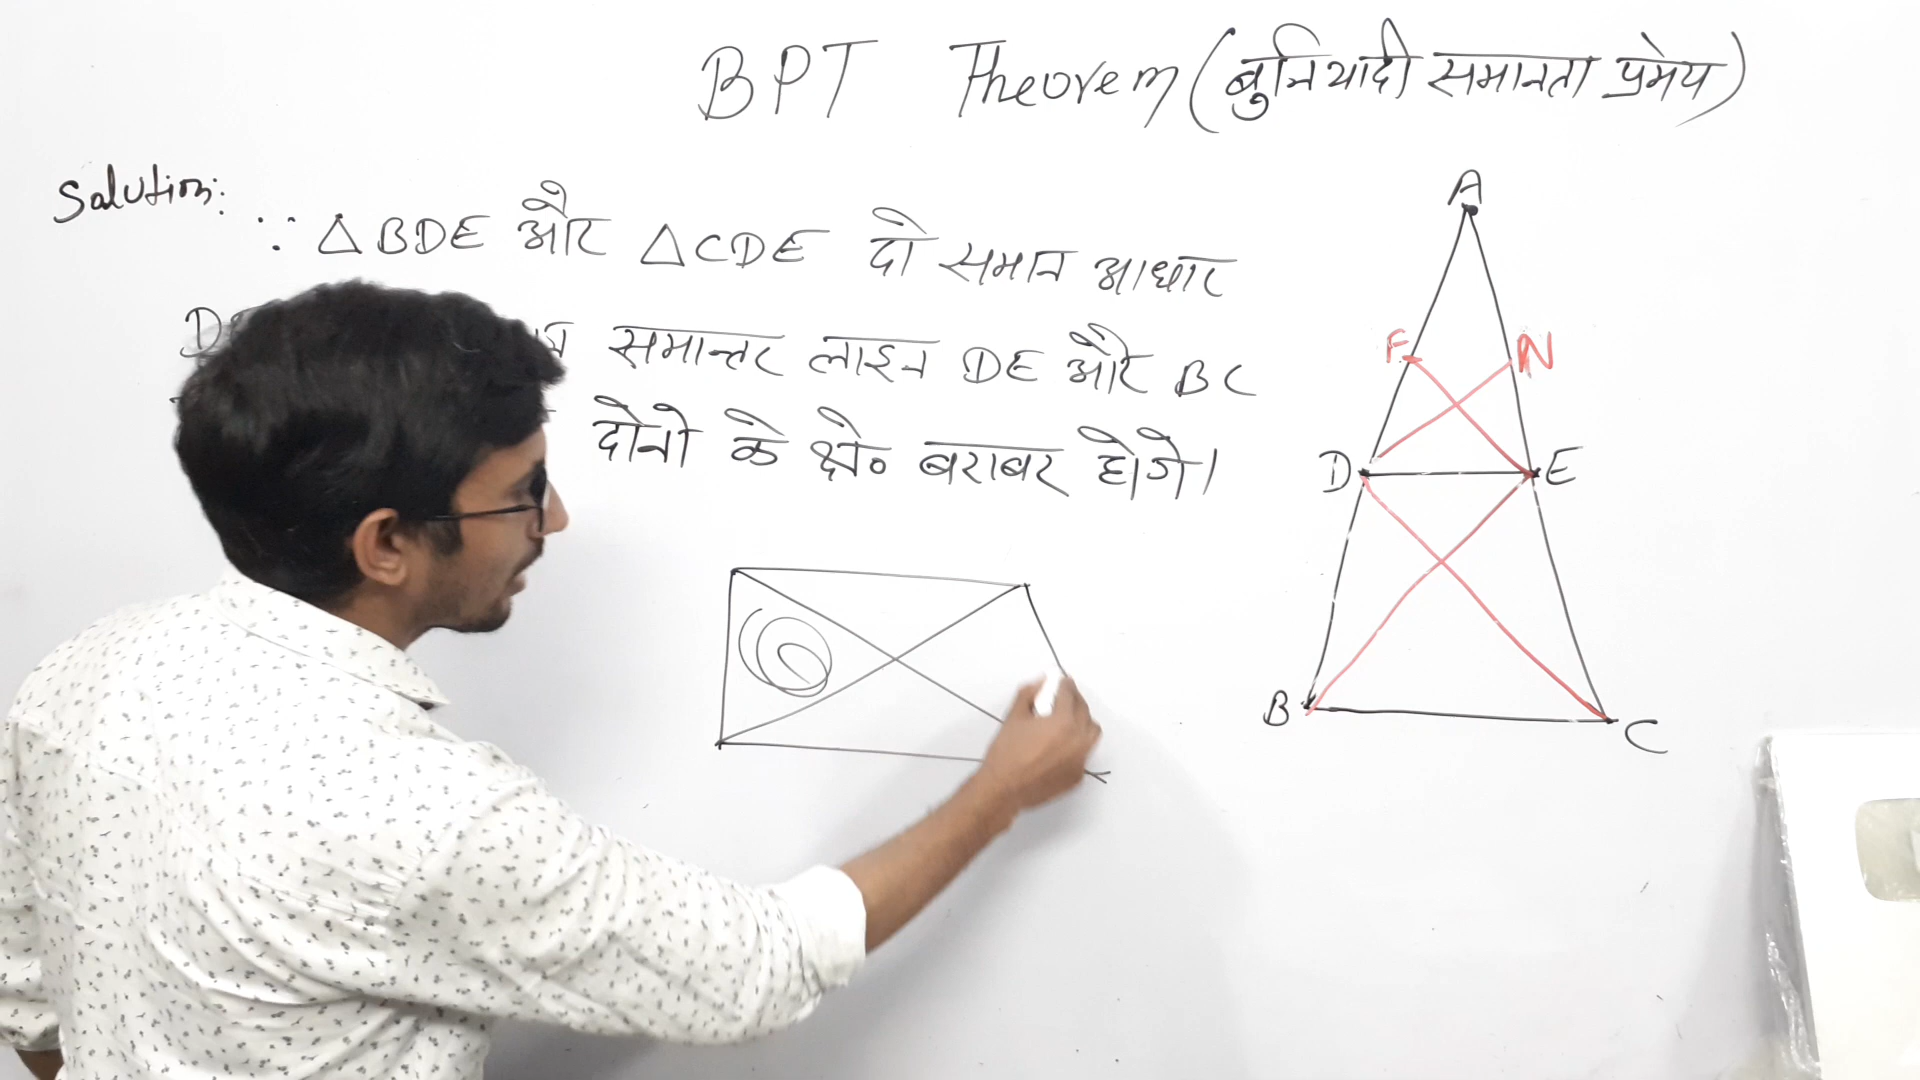 BPT Theorem (बुनियादी समानता प्रमेय)
Solution:
∵ △BDE और △CDE दो समान आधार
समान्तर लाइन DE और BC
दोनो के क्षे० बराबर होगे।
A
F N
D E
B C